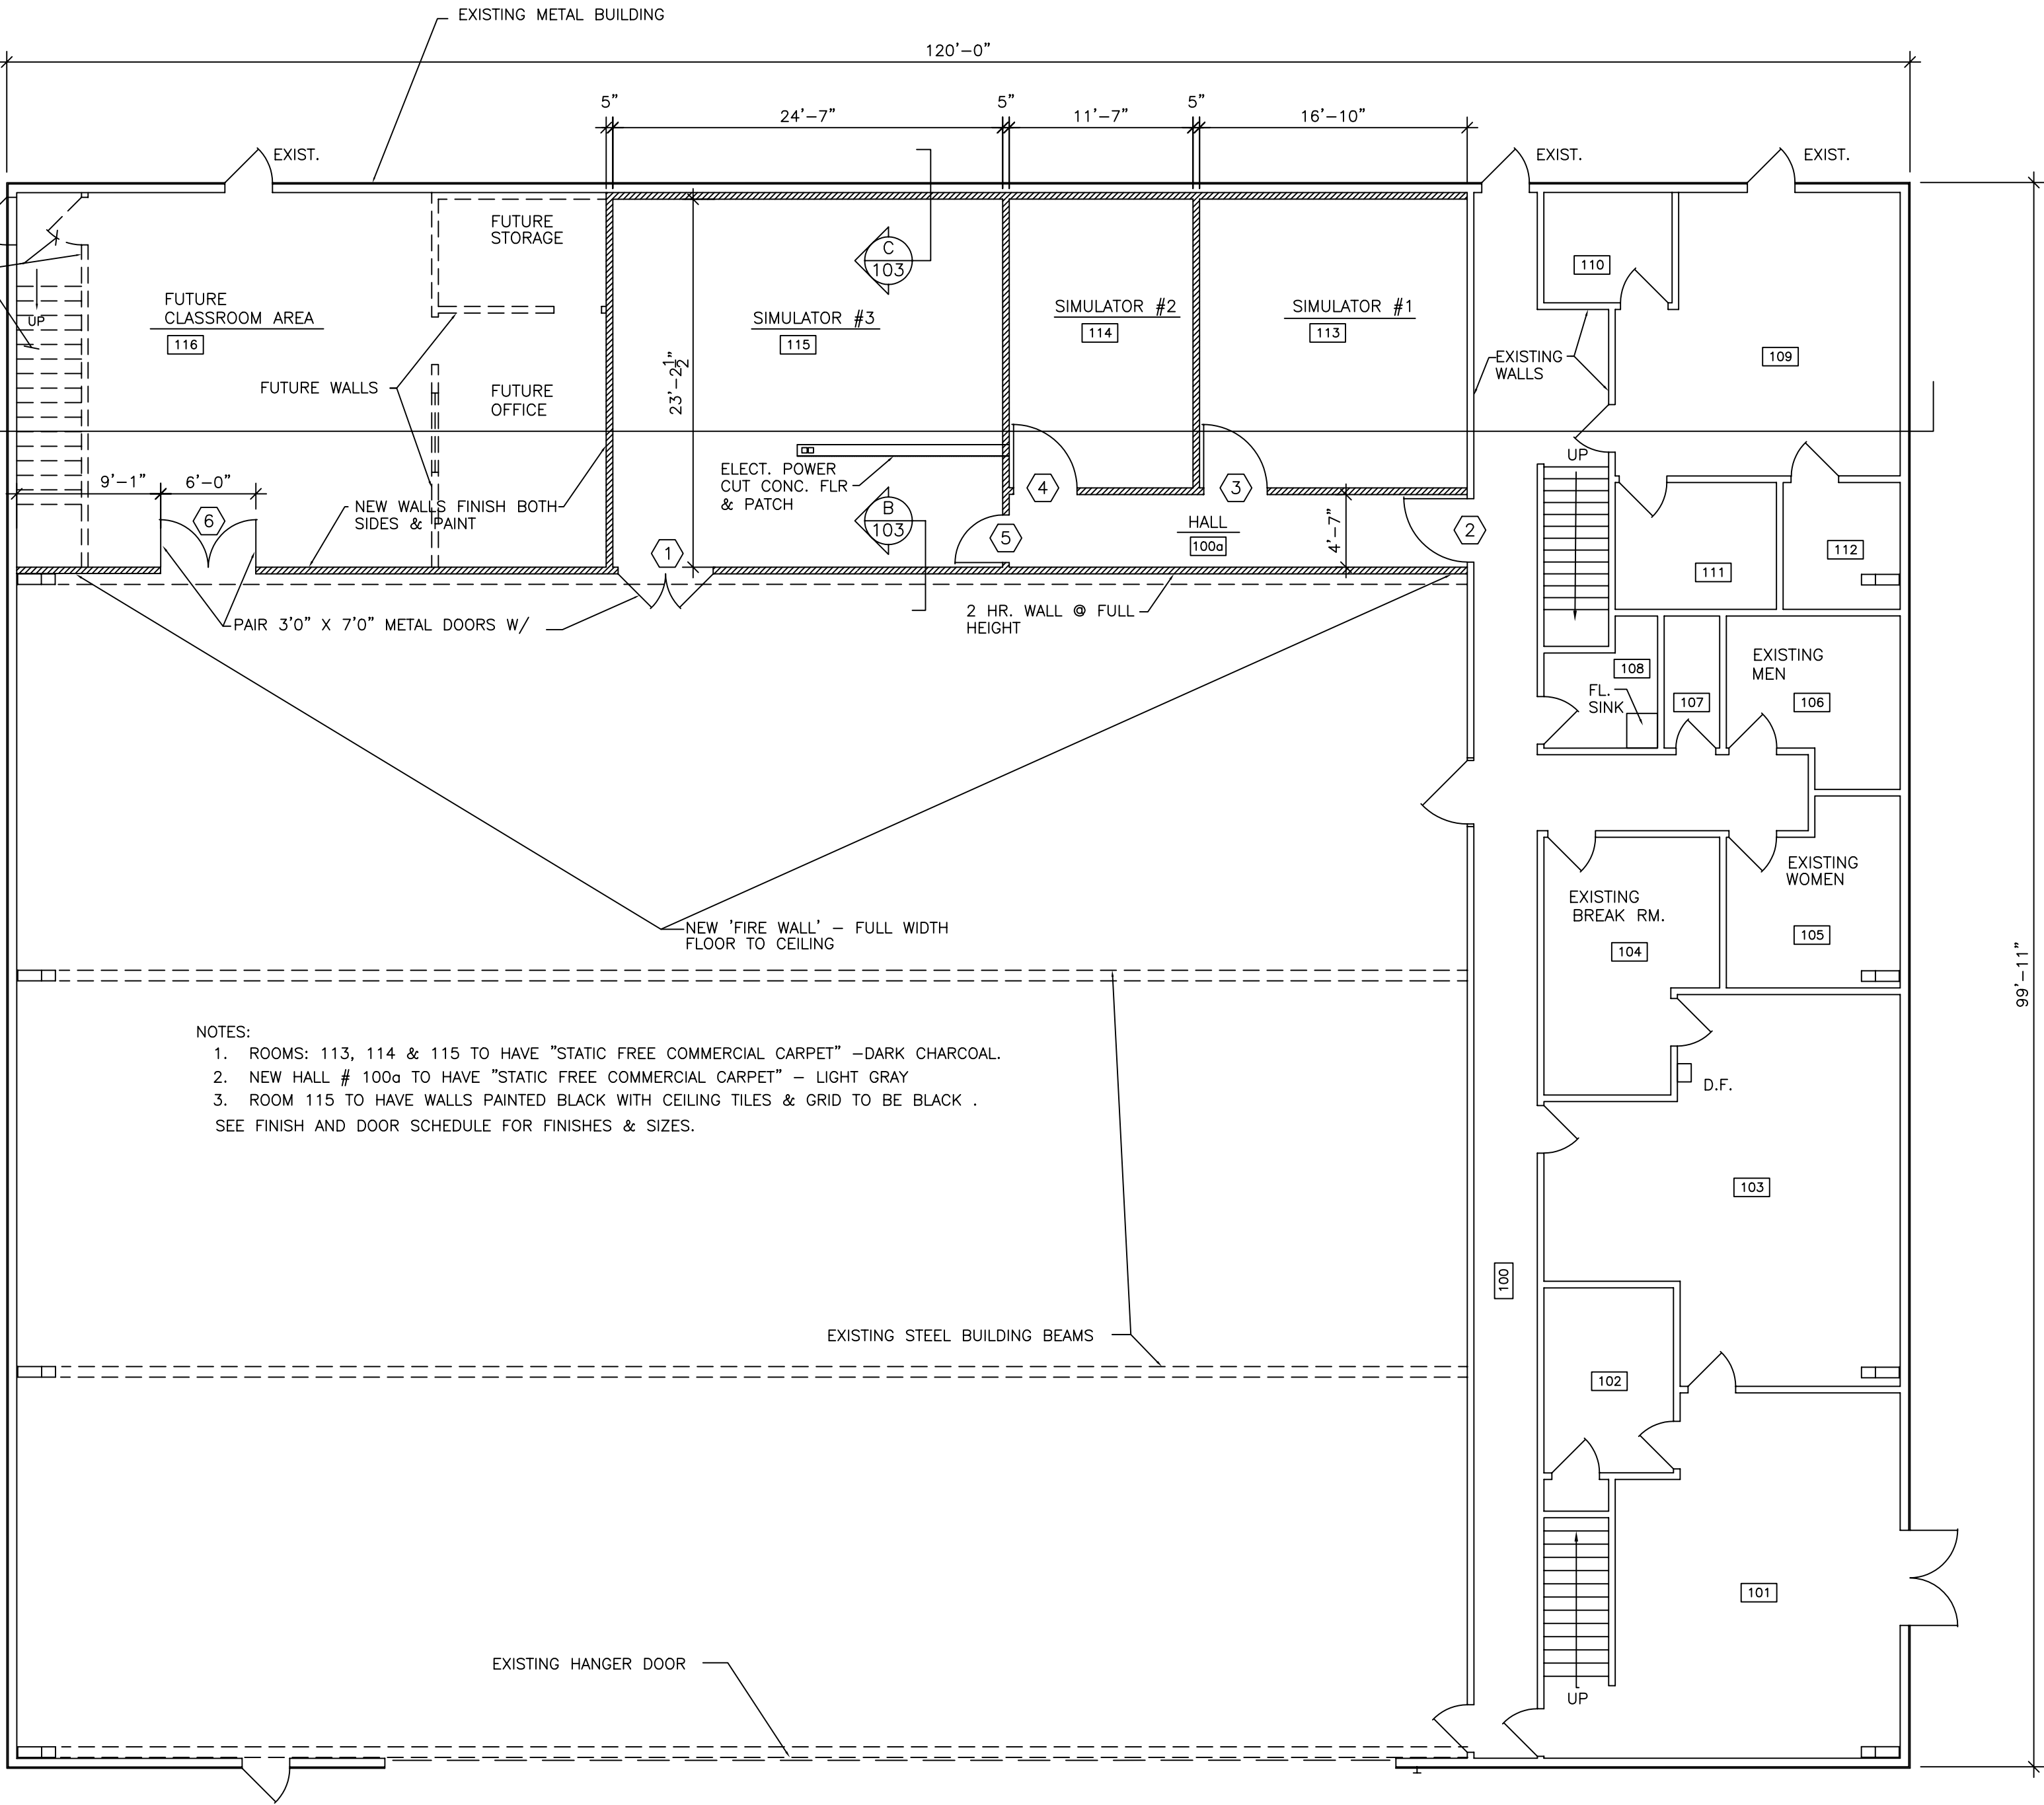 EXISTING METAL BUILDING
120'-0"
5"
24'-7"
5"
11'-7"
5"
16'-10"
EXIST.
EXIST.
EXIST.
FUTURE
STORAGE
C
103
110
FUTURE
CLASSROOM AREA
116
UP
SIMULATOR #3
115
SIMULATOR #2
114
SIMULATOR #1
113
EXISTING
WALLS
109
23'-2 1/2"
FUTURE WALLS
FUTURE
OFFICE
UP
9'-1"
6'-0"
6
ELECT. POWER
CUT CONC. FLR
& PATCH
4
3
NEW WALLS FINISH BOTH
SIDES & PAINT
B
103
HALL
100a
4'-7"
2
5
1
112
111
PAIR 3'0" X 7'0" METAL DOORS W/
2 HR. WALL @ FULL
HEIGHT
EXISTING
MEN
108
FL.
SINK
107
106
EXISTING
WOMEN
EXISTING
BREAK RM.
104
105
NEW 'FIRE WALL' - FULL WIDTH
FLOOR TO CEILING
99'-11"
NOTES:
1. ROOMS: 113, 114 & 115 TO HAVE "STATIC FREE COMMERCIAL CARPET" -DARK CHARCOAL.
2. NEW HALL # 100a TO HAVE "STATIC FREE COMMERCIAL CARPET" - LIGHT GRAY
3. ROOM 115 TO HAVE WALLS PAINTED BLACK WITH CEILING TILES & GRID TO BE BLACK .
SEE FINISH AND DOOR SCHEDULE FOR FINISHES & SIZES.
D.F.
103
100
EXISTING STEEL BUILDING BEAMS
102
101
EXISTING HANGER DOOR
UP